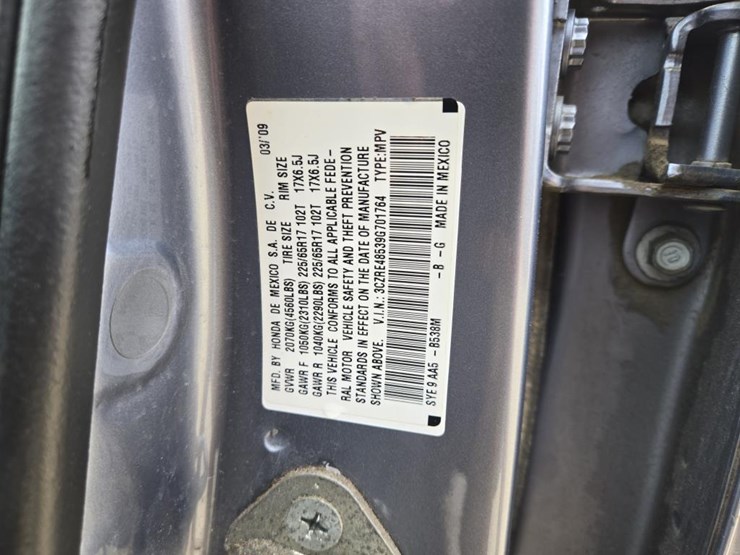 MFD. BY HONDA DE MEXICO S.A. DE C.V. 03/'09
GVWR 2070KG(4560LBS) TIRE SIZE RIM SIZE
GAWR F 1050KG(2310LBS) 225/65R17 102T 17X6.5J
GAWR R 1040KG(2290LBS) 225/65R17 102T 17X6.5J
THIS VEHICLE CONFORMS TO ALL APPLICABLE FEDE-
RAL MOTOR VEHICLE SAFETY AND THEFT PREVENTION
STANDARDS IN EFFECT ON THE DATE OF MANUFACTURE
SHOWN ABOVE. V.I.N.: 3CZRE48539G701764 TYPE:MPV
SYE9 AA5 -B538M -B -G MADE IN MEXICO
10